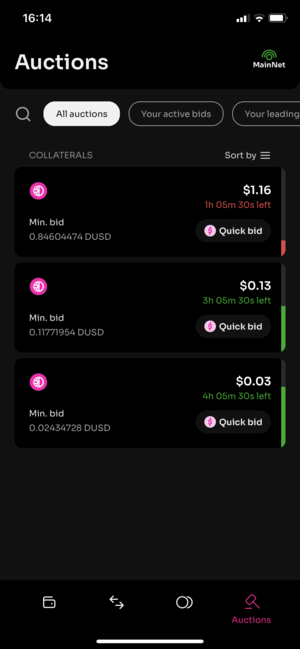 16:14
Auctions
MainNet
All auctions
Your active bids
Your leading
COLLATERALS
Sort by
$1.16
1h 05m 30s left
Min. bid
0.84604474 DUSD
Quick bid
$0.13
3h 05m 30s left
Min. bid
0.11771954 DUSD
Quick bid
$0.03
4h 05m 30s left
Min. bid
0.02434728 DUSD
Quick bid
Auctions